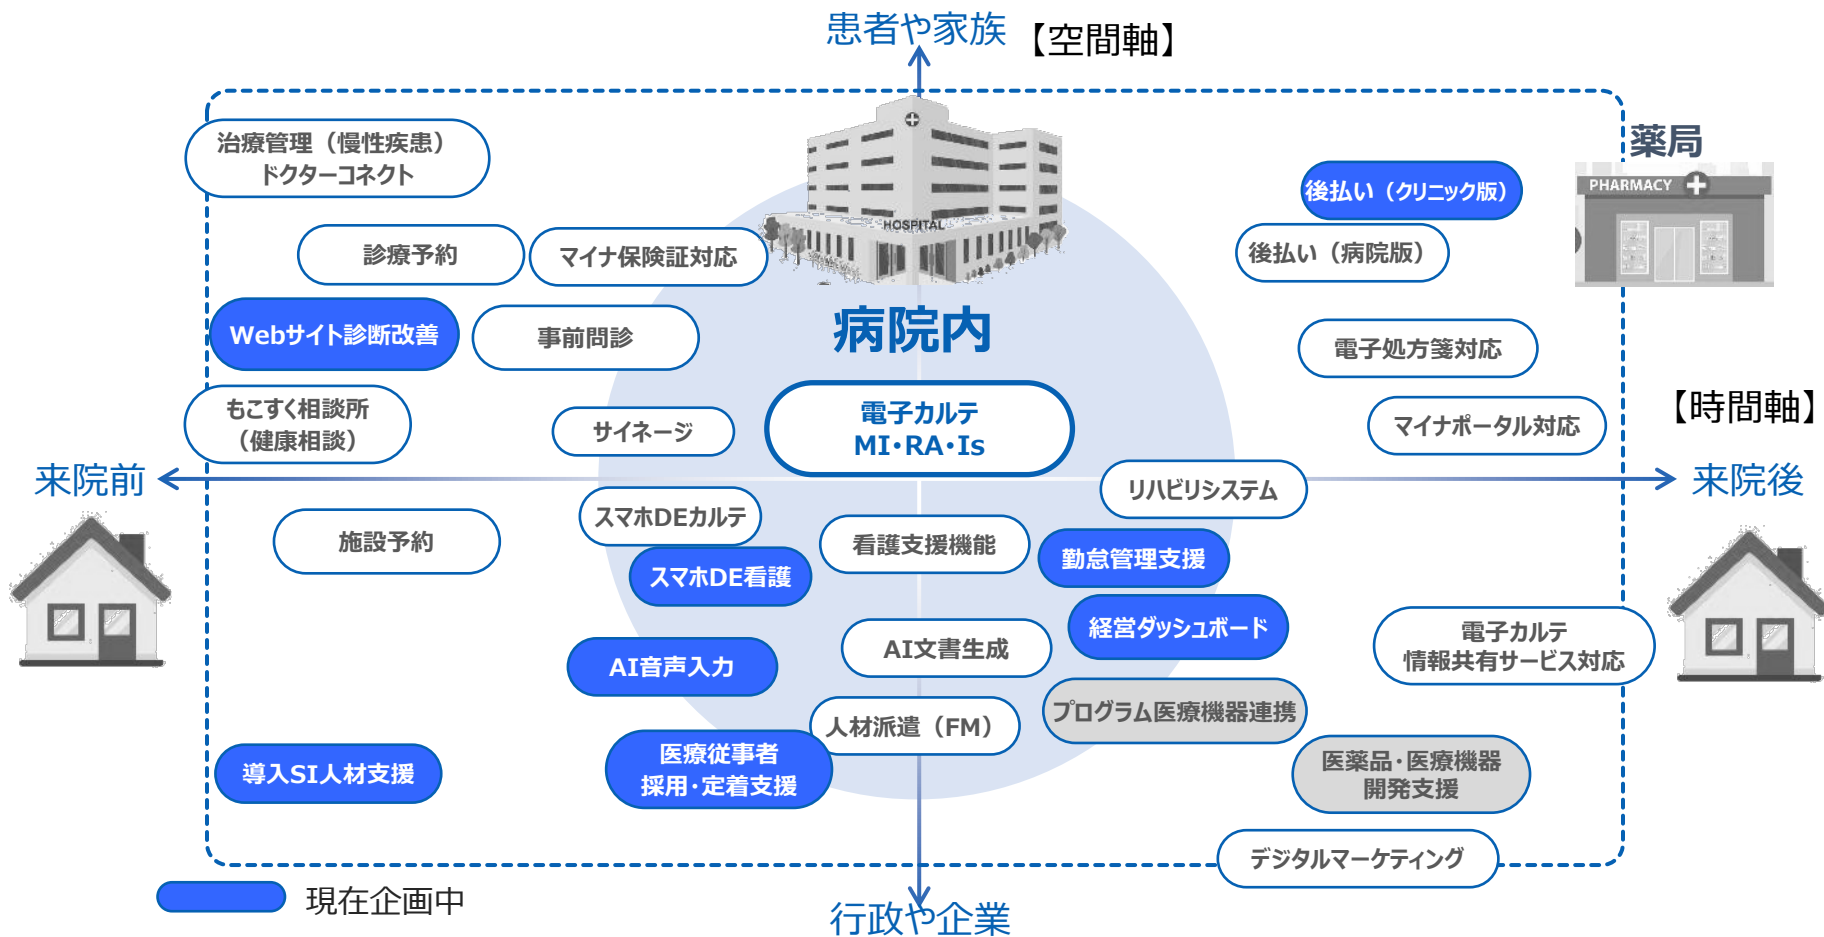 患者や家族
【空間軸】
治療管理（慢性疾患）
ドクターコネクト
薬局
後払い（クリニック版）
PHARMACY
HOSPITAL
診療予約
マイナ保険証対応
後払い（病院版）
Webサイト診断改善
事前問診
病院内
電子処方箋対応
もこすく相談所
（健康相談）
サイネージ
電子カルテ
MI・RA・Is
マイナポータル対応
【時間軸】
来院前
来院後
リハビリシステム
スマホDEカルテ
施設予約
看護支援機能
勤怠管理支援
スマホDE看護
経営ダッシュボード
AI文書生成
AI音声入力
電子カルテ
情報共有サービス対応
プログラム医療機器連携
人材派遣（FM）
医療従事者
採用・定着支援
導入SI人材支援
医薬品・医療機器
開発支援
デジタルマーケティング
現在企画中
行政や企業